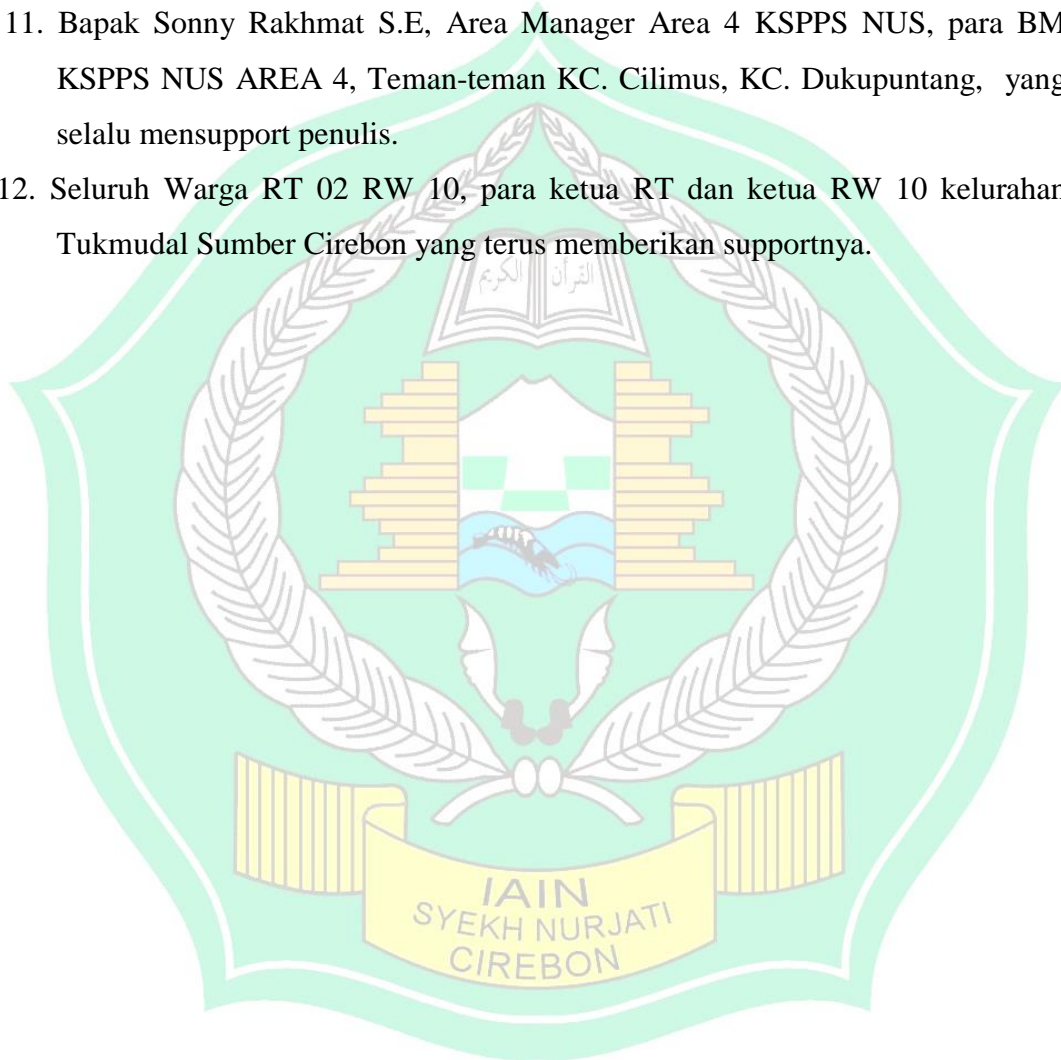 11. Bapak Sonny Rakhmat S.E, Area Manager Area 4 KSPPS NUS, para BM
KSPPS NUS AREA 4, Teman-teman KC. Cilimus, KC. Dukupuntang, yang
selalu mensupport penulis.
12. Seluruh Warga RT 02 RW 10, para ketua RT dan ketua RW 10 kelurahan
Tukmudal Sumber Cirebon yang terus memberikan supportnya.
القرآن الكريم
IAIN
SYEKH NURJATI
CIREBON